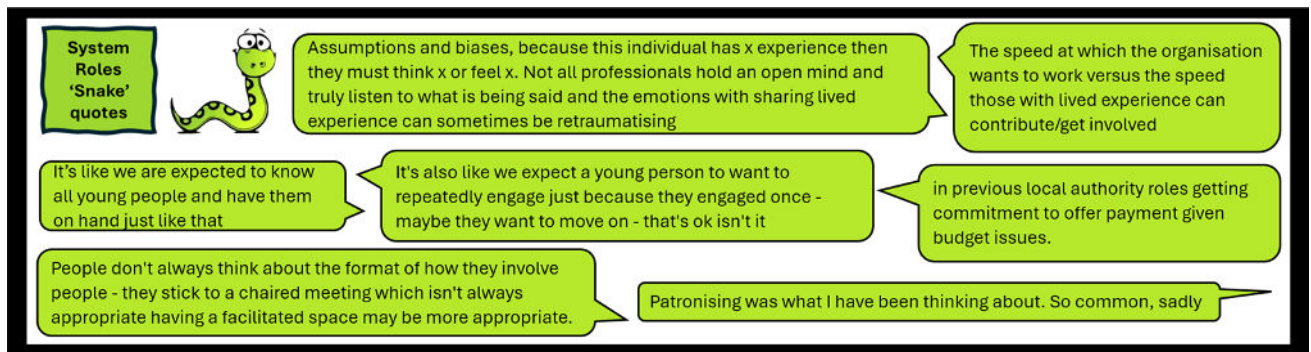 System
Roles
‘Snake’
quotes
Assumptions and biases, because this individual has x experience then
they must think x or feel x. Not all professionals hold an open mind and
truly listen to what is being said and the emotions with sharing lived
experience can sometimes be retraumatising
The speed at which the organisation
wants to work versus the speed
those with lived experience can
contribute/get involved
It’s like we are expected to know
all young people and have them
on hand just like that
It's also like we expect a young person to want to
repeatedly engage just because they engaged once -
maybe they want to move on - that's ok isn't it
in previous local authority roles getting
commitment to offer payment given
budget issues.
People don't always think about the format of how they involve
people - they stick to a chaired meeting which isn't always
appropriate having a facilitated space may be more appropriate.
Patronising was what I have been thinking about. So common, sadly